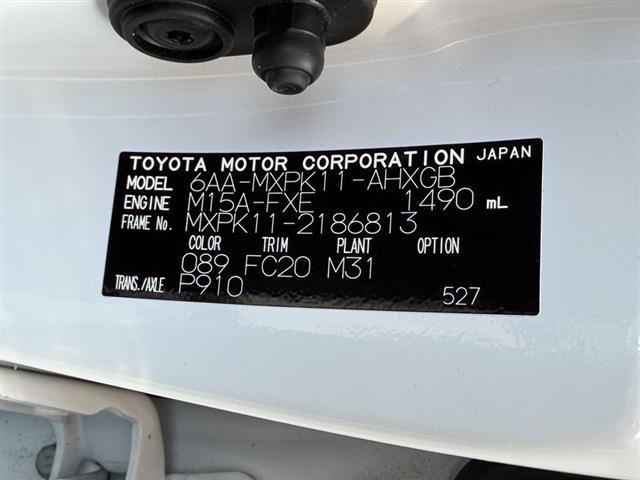 TOYOTA MOTOR CORPORATION JAPAN
MODEL 6AA-MXPK11-AHXGB
ENGINE M15A-FXE 1490 mL
FRAME No. MXPK11-2186813
COLOR TRIM PLANT OPTION
089 FC20 M31
TRANS./AXLE P910 527